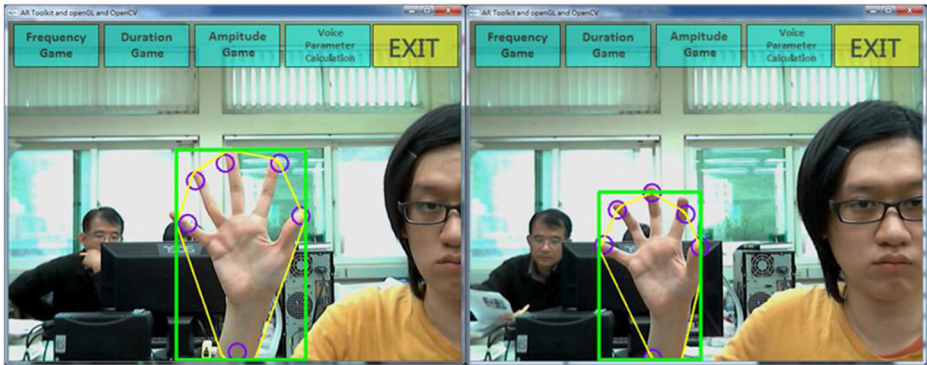 AR Toolkit and openGL and OpenCV
Frequency
Game
Duration
Game
Amplitude
Game
Voice
Parameter
Calculation
EXIT
AR Toolkit and openGL and OpenCV
Frequency
Game
Duration
Game
Amplitude
Game
Voice
Parameter
Calculation
EXIT